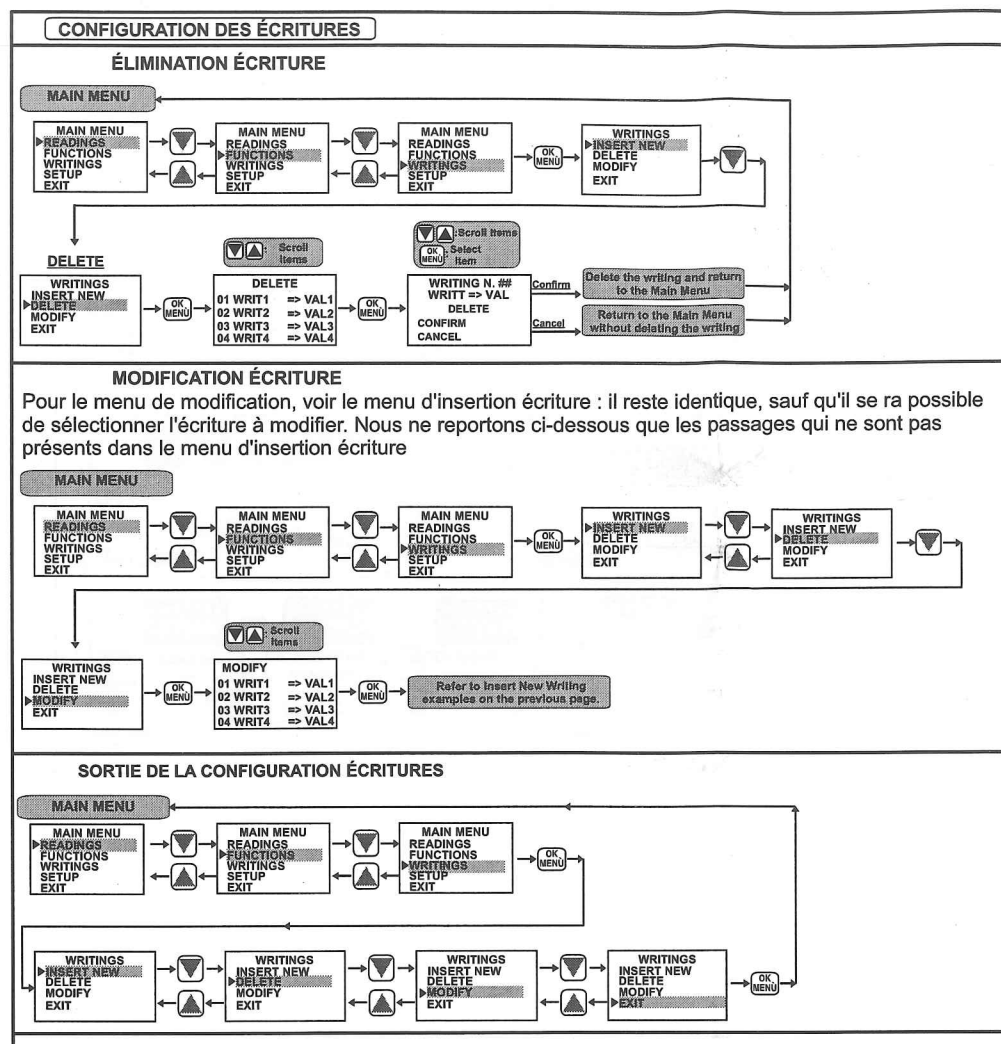 CONFIGURATION DES ÉCRITURES
ÉLIMINATION ÉCRITURE
MAIN MENU
MAIN MENU
READINGS
FUNCTIONS
WRITINGS
SETUP
EXIT
MAIN MENU
READINGS
FUNCTIONS
WRITINGS
SETUP
EXIT
MAIN MENU
READINGS
FUNCTIONS
WRITINGS
SETUP
EXIT
OK
MENÙ
WRITINGS
INSERT NEW
DELETE
MODIFY
EXIT
DELETE
WRITINGS
INSERT NEW
DELETE
MODIFY
EXIT
OK
MENÙ
: Scroll
Items
DELETE
01 WRIT1 => VAL1
02 WRIT2 => VAL2
03 WRIT3 => VAL3
04 WRIT4 => VAL4
OK
MENÙ
:Scroll Items
OK
MENÙ
:Select
Item
WRITING N. ##
WRITT => VAL
DELETE
CONFIRM
CANCEL
Confirm
Delete the writing and return
to the Main Menu
Cancel
Return to the Main Menu
without delating the writing
MODIFICATION ÉCRITURE
Pour le menu de modification, voir le menu d'insertion écriture : il reste identique, sauf qu'il se ra possible
de sélectionner l'écriture à modifier. Nous ne reportons ci-dessous que les passages qui ne sont pas
présents dans le menu d'insertion écriture
MAIN MENU
MAIN MENU
READINGS
FUNCTIONS
WRITINGS
SETUP
EXIT
MAIN MENU
READINGS
FUNCTIONS
WRITINGS
SETUP
EXIT
MAIN MENU
READINGS
FUNCTIONS
WRITINGS
SETUP
EXIT
OK
MENÙ
WRITINGS
INSERT NEW
DELETE
MODIFY
EXIT
WRITINGS
INSERT NEW
DELETE
MODIFY
EXIT
WRITINGS
INSERT NEW
DELETE
MODIFY
EXIT
OK
MENÙ
: Scroll
Items
MODIFY
01 WRIT1 => VAL1
02 WRIT2 => VAL2
03 WRIT3 => VAL3
04 WRIT4 => VAL4
OK
MENÙ
Refer to Insert New Writing
examples on the previous page.
SORTIE DE LA CONFIGURATION ÉCRITURES
MAIN MENU
MAIN MENU
READINGS
FUNCTIONS
WRITINGS
SETUP
EXIT
MAIN MENU
READINGS
FUNCTIONS
WRITINGS
SETUP
EXIT
MAIN MENU
READINGS
FUNCTIONS
WRITINGS
SETUP
EXIT
OK
MENÙ
WRITINGS
INSERT NEW
DELETE
MODIFY
EXIT
WRITINGS
INSERT NEW
DELETE
MODIFY
EXIT
WRITINGS
INSERT NEW
DELETE
MODIFY
EXIT
WRITINGS
INSERT NEW
DELETE
MODIFY
EXIT
OK
MENÙ